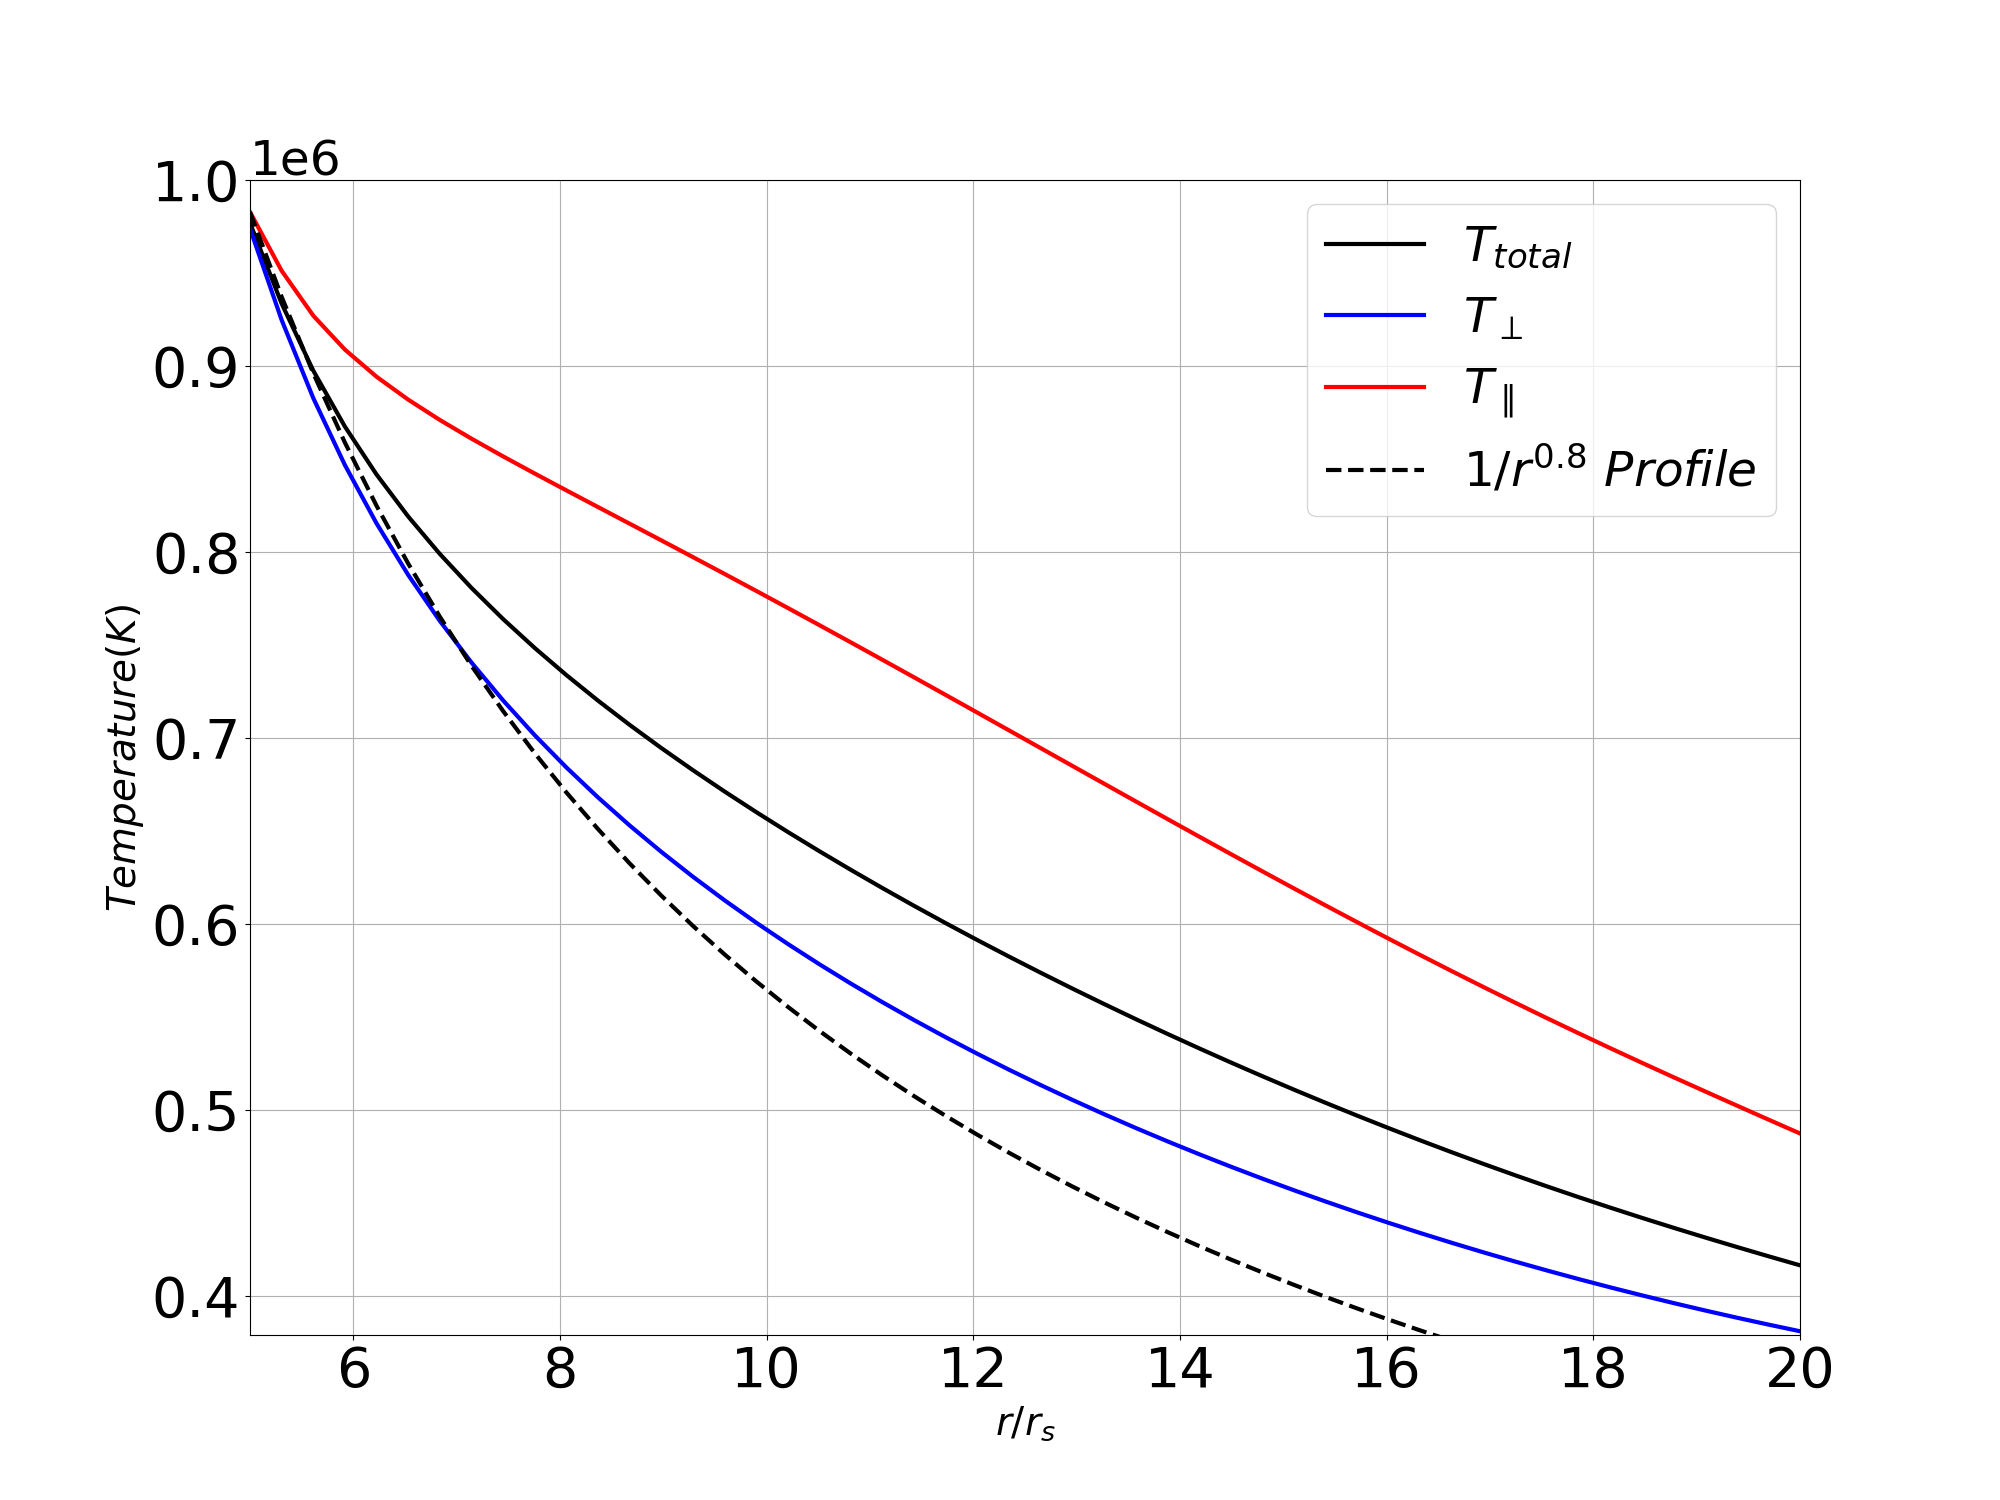 1e6
1.0
0.9
0.8
0.7
0.6
0.5
0.4
Temperature(K)
6 8 10 12 14 16 18 20
r/r_s
T_total
T_⊥
T_∥
1/r^0.8 Profile